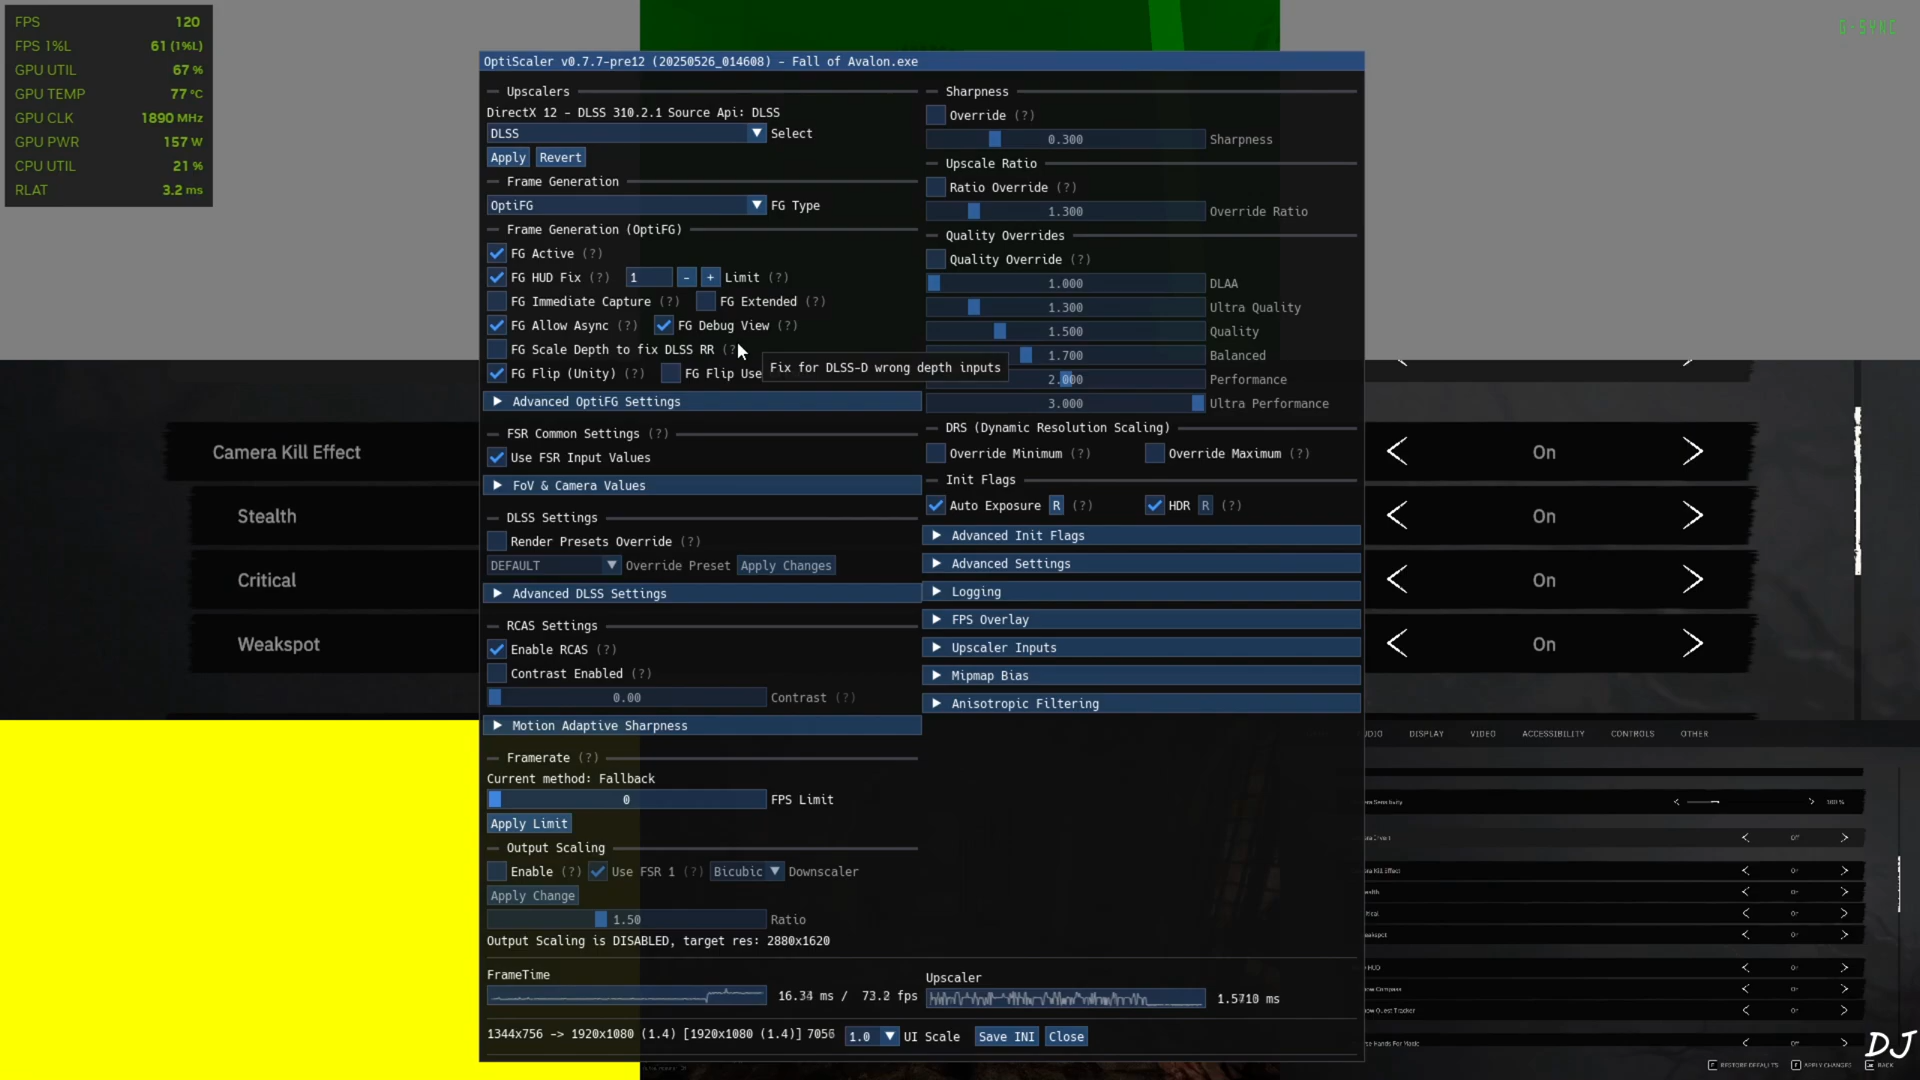 FPS 120
FPS 1%L 61 (1%L)
GPU UTIL 67 %
GPU TEMP 77 °C
GPU CLK 1890 MHz
GPU PWR 157 W
CPU UTIL 21 %
RLAT 3.2 ms
G-SYNC
OptiScaler v0.7.7-pre12 (20250526_014608) - Fall of Avalon.exe
Upscalers
DirectX 12 - DLSS 310.2.1 Source Api: DLSS
DLSS Select
Apply Revert
Frame Generation
OptiFG FG Type
Frame Generation (OptiFG)
FG Active (?)
FG HUD Fix (?) 1 - + Limit (?)
FG Immediate Capture (?) FG Extended (?)
FG Allow Async (?) FG Debug View (?)
FG Scale Depth to fix DLSS RR (?
FG Flip (Unity) (?) FG Flip Use
Fix for DLSS-D wrong depth inputs
Advanced OptiFG Settings
FSR Common Settings (?)
Use FSR Input Values
FoV & Camera Values
DLSS Settings
Render Presets Override (?)
DEFAULT Override Preset Apply Changes
Advanced DLSS Settings
RCAS Settings
Enable RCAS (?)
Contrast Enabled (?)
0.00 Contrast (?)
Motion Adaptive Sharpness
Framerate (?)
Current method: Fallback
0 FPS Limit
Apply Limit
Output Scaling
Enable (?) Use FSR 1 (?) Bicubic Downscaler
Apply Change
1.50 Ratio
Output Scaling is DISABLED, target res: 2880x1620
FrameTime
16.34 ms / 73.2 fps
Sharpness
Override (?)
0.300 Sharpness
Upscale Ratio
Ratio Override (?)
1.300 Override Ratio
Quality Overrides
Quality Override (?)
1.000 DLAA
1.300 Ultra Quality
1.500 Quality
1.700 Balanced
2.000 Performance
3.000 Ultra Performance
DRS (Dynamic Resolution Scaling)
Override Minimum (?) Override Maximum (?)
Init Flags
Auto Exposure R (?) HDR R (?)
Advanced Init Flags
Advanced Settings
Logging
FPS Overlay
Upscaler Inputs
Mipmap Bias
Anisotropic Filtering
Upscaler
1.5710 ms
1344x756 -> 1920x1080 (1.4) [1920x1080 (1.4)] 7056 1.0 UI Scale Save INI Close
Camera Kill Effect On
Stealth On
Critical On
Weakspot On
DISPLAY VIDEO ACCESSIBILITY CONTROLS OTHER
RESTORE DEFAULTS APPLY CHANGES BACK
DJ